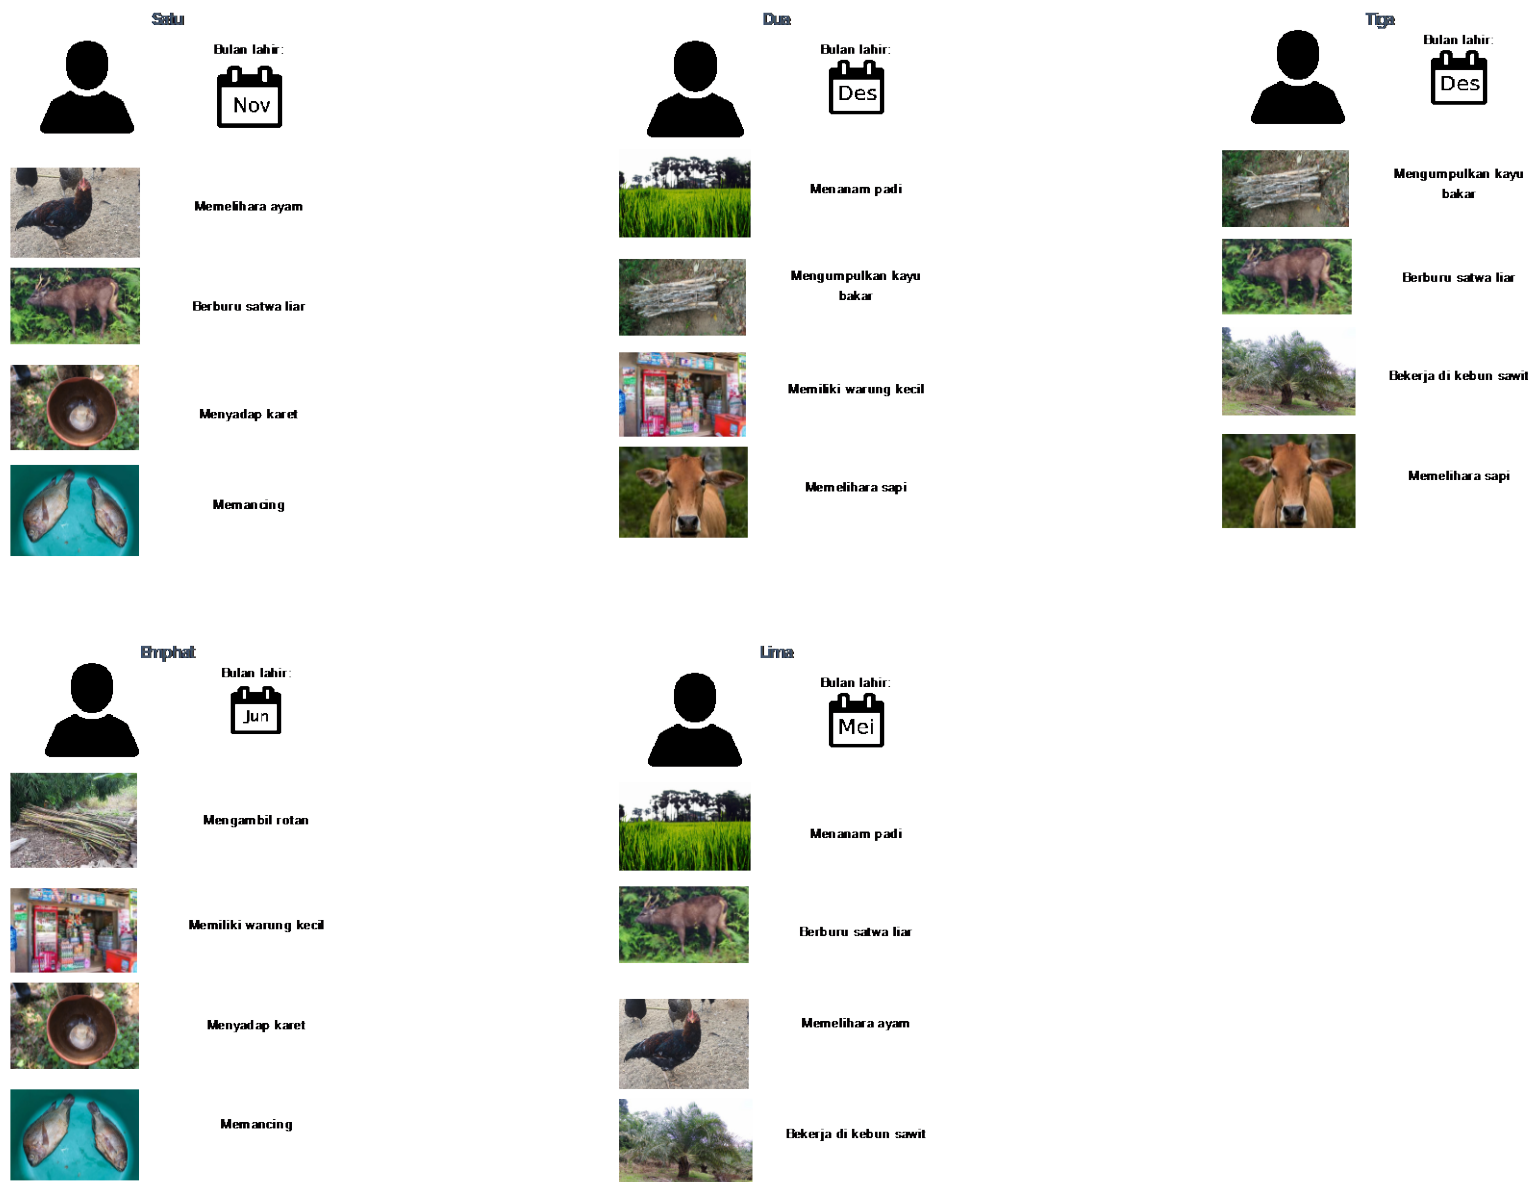 Satu
Bulan lahir:
Nov
Memelihara ayam
Berburu satwa liar
Menyadap karet
Memancing
Dua
Bulan lahir:
Des
Menanam padi
Mengumpulkan kayu
bakar
Memiliki warung kecil
Memelihara sapi
Tiga
Bulan lahir:
Des
Mengumpulkan kayu
bakar
Berburu satwa liar
Bekerja di kebun sawit
Memelihara sapi
Emphat
Bulan lahir:
Jun
Mengambil rotan
Memiliki warung kecil
Menyadap karet
Memancing
Lima
Bulan lahir:
Mei
Menanam padi
Berburu satwa liar
Memelihara ayam
Bekerja di kebun sawit